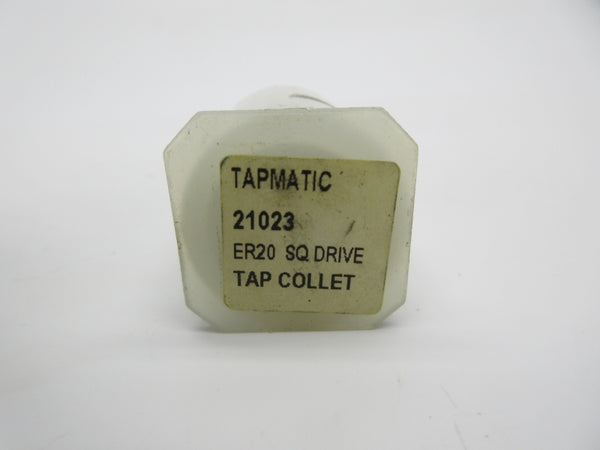 TAPMATIC
21023
ER20 SQ DRIVE
TAP COLLET